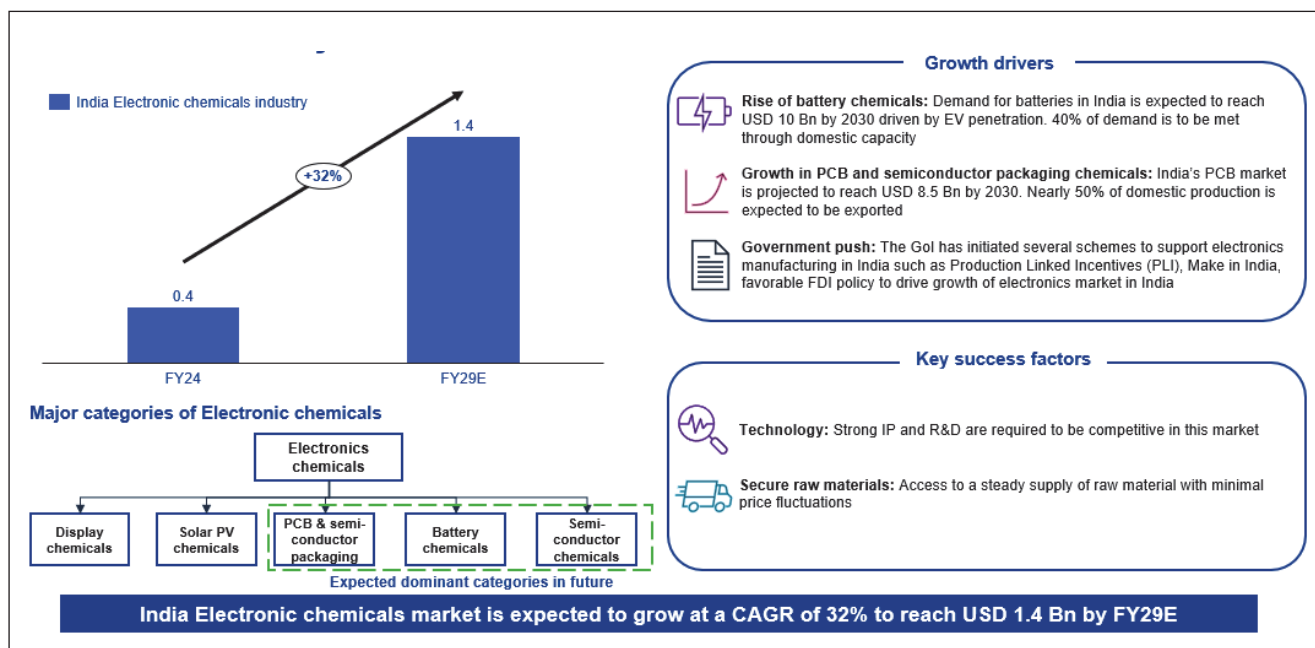 India Electronic chemicals industry
1.4
+32%
0.4
FY24
FY29E
Major categories of Electronic chemicals
Electronics
chemicals
Display
chemicals
Solar PV
chemicals
PCB & semi-
conductor
packaging
Battery
chemicals
Semi-
conductor
chemicals
Expected dominant categories in future
Growth drivers
Rise of battery chemicals: Demand for batteries in India is expected to reach
USD 10 Bn by 2030 driven by EV penetration. 40% of demand is to be met
through domestic capacity
Growth in PCB and semiconductor packaging chemicals: India's PCB market
is projected to reach USD 8.5 Bn by 2030. Nearly 50% of domestic production is
expected to be exported
Government push: The GoI has initiated several schemes to support electronics
manufacturing in India such as Production Linked Incentives (PLI), Make in India,
favorable FDI policy to drive growth of electronics market in India
Key success factors
Technology: Strong IP and R&D are required to be competitive in this market
Secure raw materials: Access to a steady supply of raw material with minimal
price fluctuations
India Electronic chemicals market is expected to grow at a CAGR of 32% to reach USD 1.4 Bn by FY29E